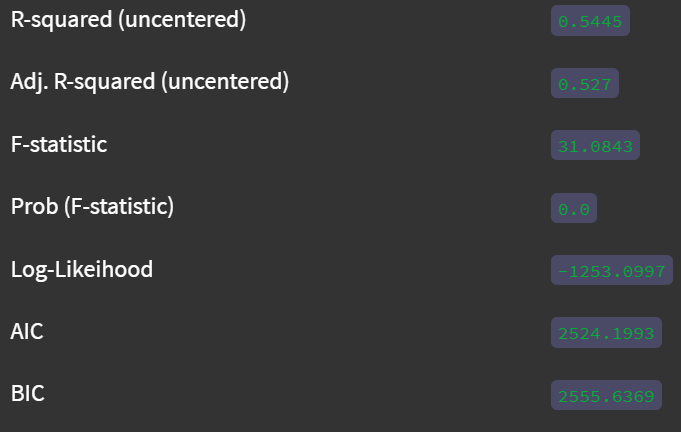 R-squared (uncentered) 0.5445
Adj. R-squared (uncentered) 0.527
F-statistic 31.0843
Prob (F-statistic) 0.0
Log-Likeihood -1253.0997
AIC 2524.1993
BIC 2555.6369